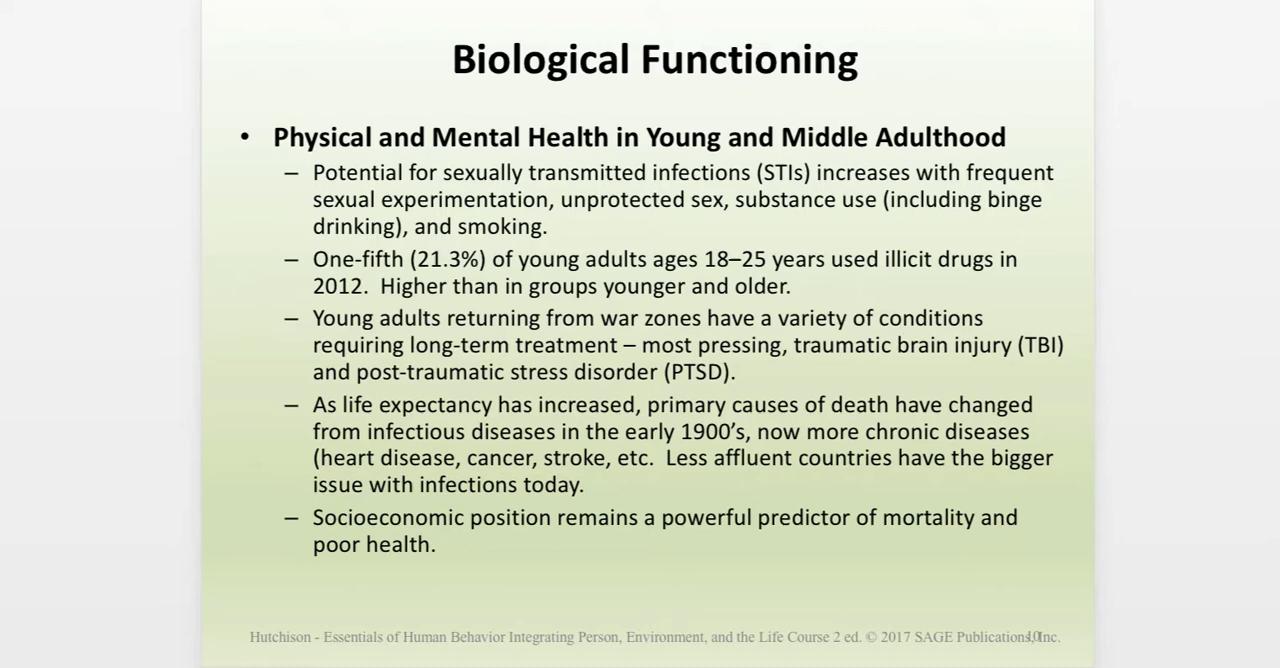 Biological Functioning
• Physical and Mental Health in Young and Middle Adulthood
– Potential for sexually transmitted infections (STIs) increases with frequent
sexual experimentation, unprotected sex, substance use (including binge
drinking), and smoking.
– One-fifth (21.3%) of young adults ages 18–25 years used illicit drugs in
2012.  Higher than in groups younger and older.
– Young adults returning from war zones have a variety of conditions
requiring long-term treatment – most pressing, traumatic brain injury (TBI)
and post-traumatic stress disorder (PTSD).
– As life expectancy has increased, primary causes of death have changed
from infectious diseases in the early 1900’s, now more chronic diseases
(heart disease, cancer, stroke, etc.  Less affluent countries have the bigger
issue with infections today.
– Socioeconomic position remains a powerful predictor of mortality and
poor health.
Hutchison - Essentials of Human Behavior Integrating Person, Environment, and the Life Course 2 ed. © 2017 SAGE Publications, Inc.
10